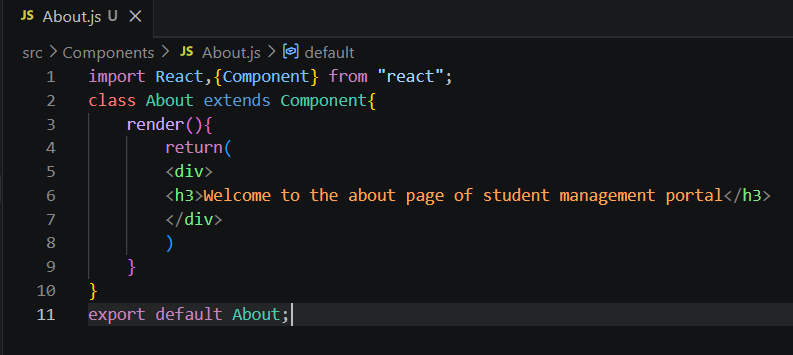 JS About.js U ×
src > Components > JS About.js > default
1 import React,{Component} from "react";
2 class About extends Component{
3     render(){
4         return(
5         <div>
6         <h3>Welcome to the about page of student management portal</h3>
7         </div>
8         )
9     }
10 }
11 export default About;